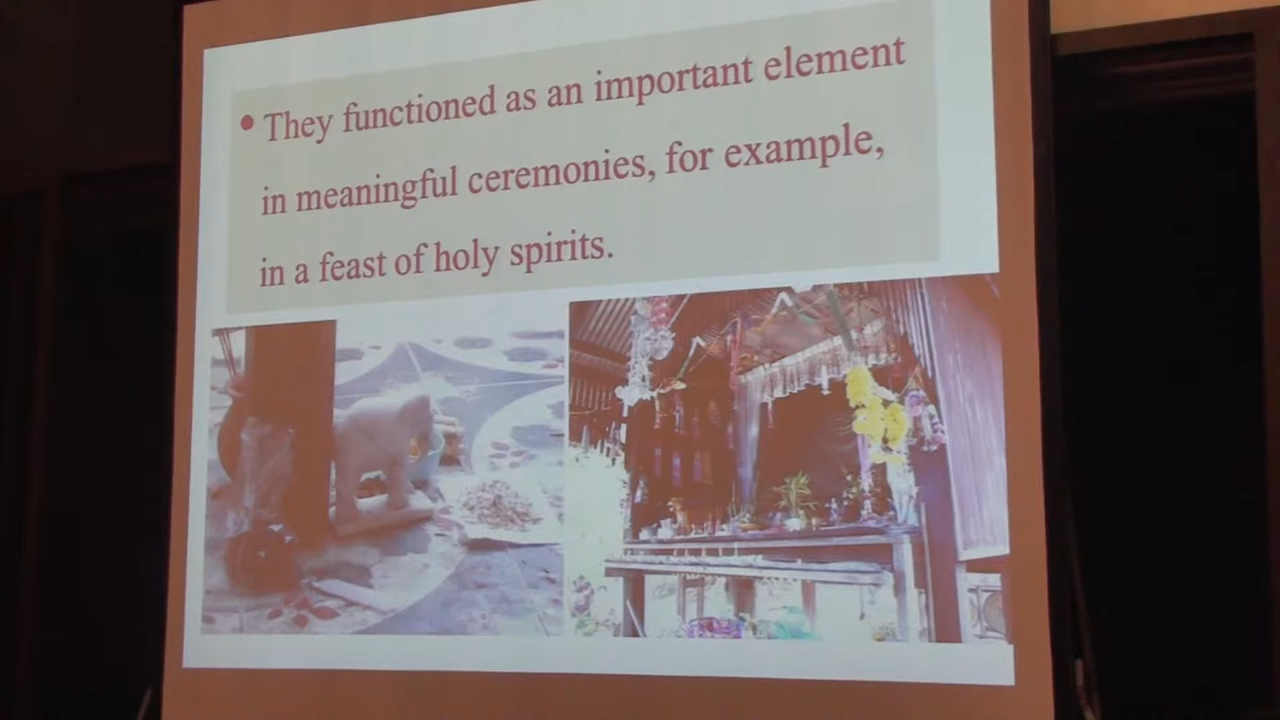 • They functioned as an important element
in meaningful ceremonies, for example,
in a feast of holy spirits.